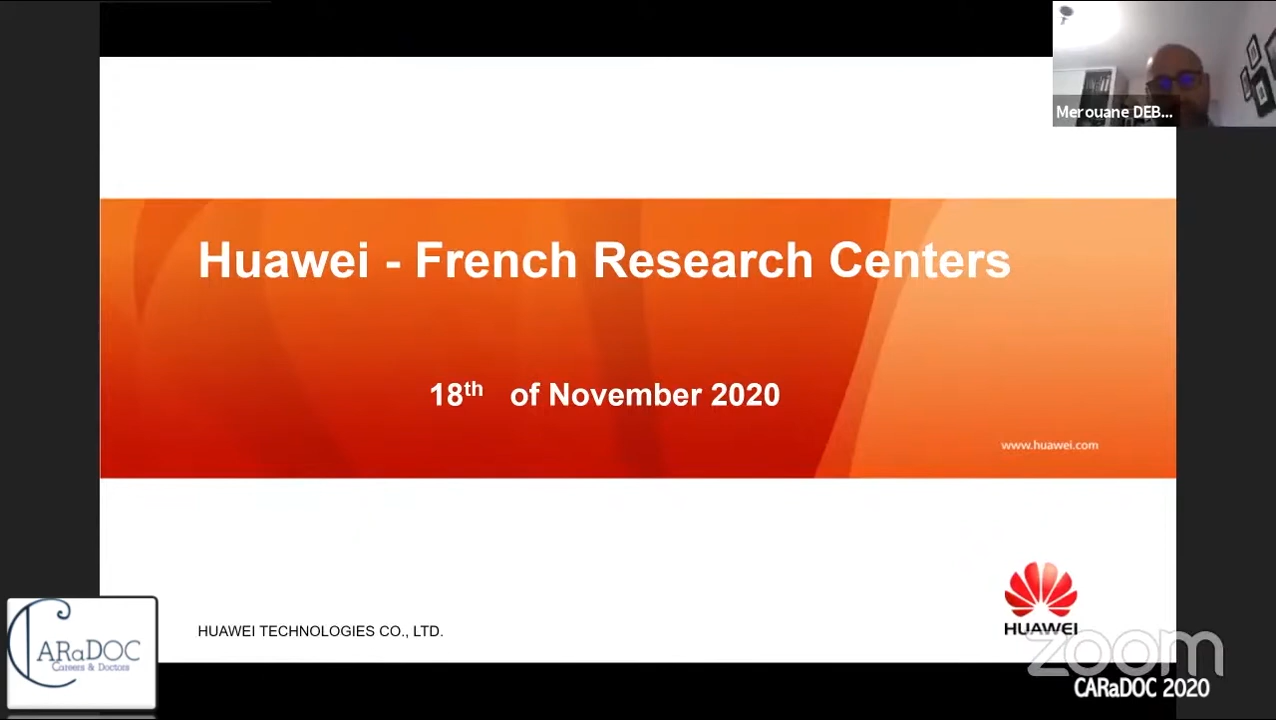 Merouane DEB...
Huawei - French Research Centers
18th of November 2020
www.huawei.com
HUAWEI
HUAWEI TECHNOLOGIES CO., LTD.
CARaDOC
Careers & Doctors
zoom
CARaDOC 2020